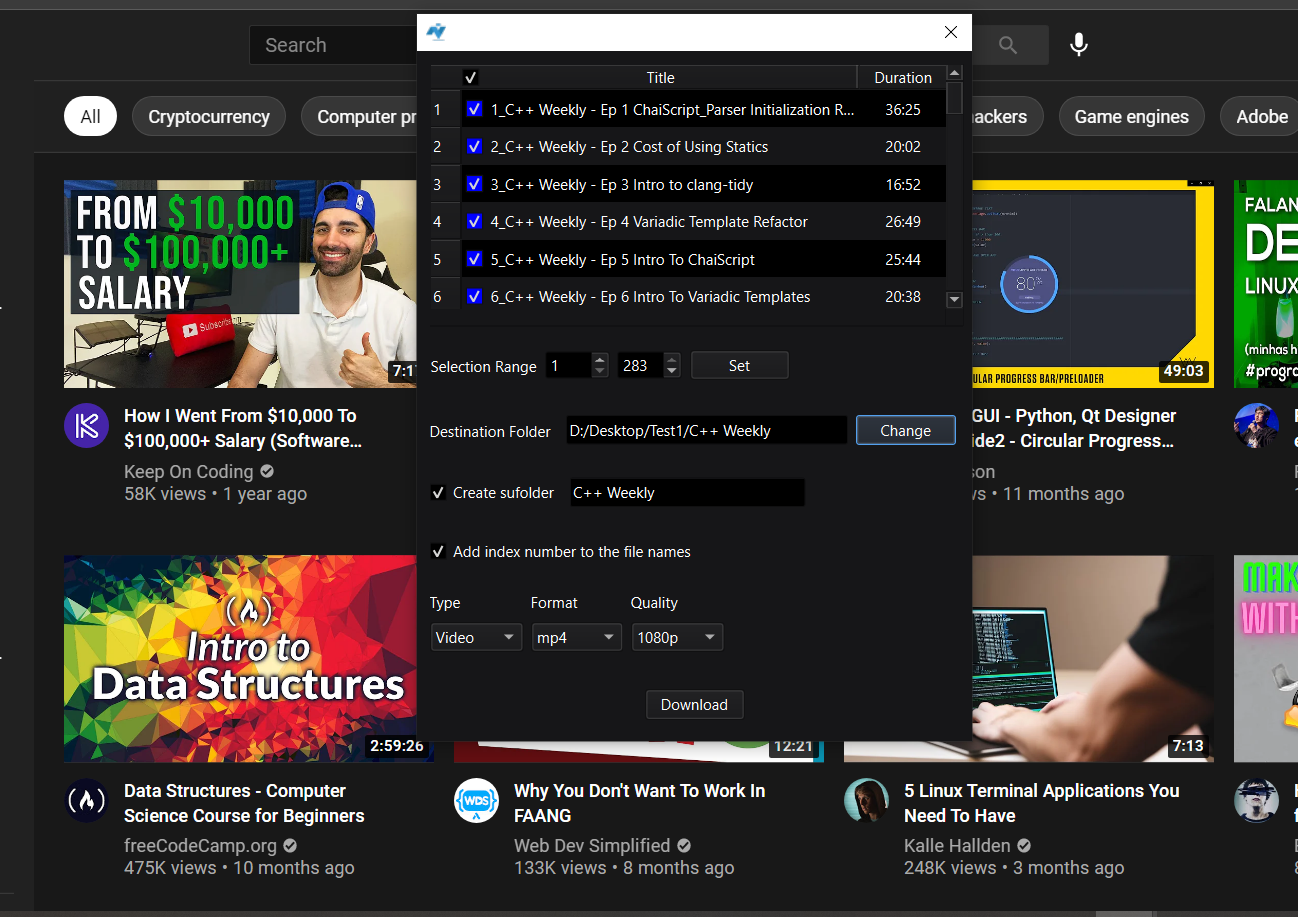 Search
All
Cryptocurrency
Computer pr
ackers
Game engines
Adobe
Title
Duration
1
1_C++ Weekly - Ep 1 ChaiScript_Parser Initialization R...
36:25
2
2_C++ Weekly - Ep 2 Cost of Using Statics
20:02
3
3_C++ Weekly - Ep 3 Intro to clang-tidy
16:52
4
4_C++ Weekly - Ep 4 Variadic Template Refactor
26:49
5
5_C++ Weekly - Ep 5 Intro To ChaiScript
25:44
6
6_C++ Weekly - Ep 6 Intro To Variadic Templates
20:38
Selection Range
1
283
Set
Destination Folder
D:/Desktop/Test1/C++ Weekly
Change
Create sufolder
C++ Weekly
Add index number to the file names
Type
Format
Quality
Video
mp4
1080p
Download
FROM $10,000
TO $100,000+
SALARY
Subscribe
7:1
How I Went From $10,000 To
$100,000+ Salary (Software...
Keep On Coding
58K views • 1 year ago
80%
ULAR PROGRESS BAR/PRELOADER
49:03
GUI - Python, Qt Designer
ide2 - Circular Progress...
son
ws • 11 months ago
FALAN
DE
LINUX
(minhas h
#progra
Intro to
Data Structures
2:59:26
Data Structures - Computer
Science Course for Beginners
freeCodeCamp.org
475K views • 10 months ago
12:21
WDS
Why You Don't Want To Work In
FAANG
Web Dev Simplified
133K views • 8 months ago
7:13
5 Linux Terminal Applications You
Need To Have
Kalle Hallden
248K views • 3 months ago
MAK
WITH